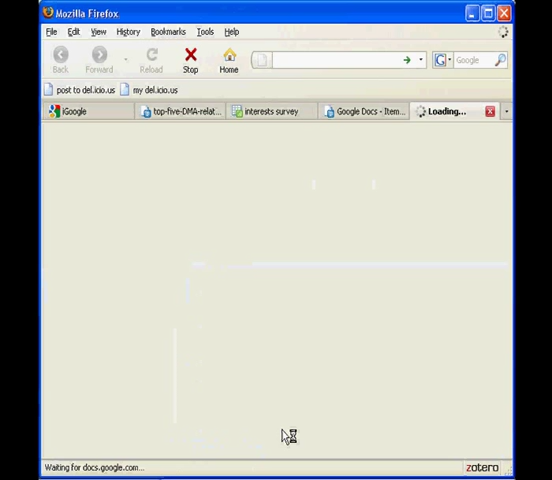 Mozilla Firefox
File Edit View History Bookmarks Tools Help
Back Forward Reload Stop Home Google
post to del.icio.us my del.icio.us
iGoogle top-five-DMA-relat... interests survey Google Docs - Item... Loading...
Waiting for docs.google.com... zotero